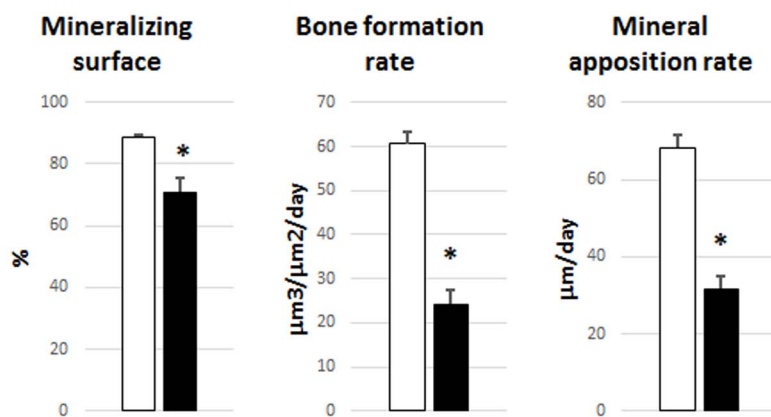 Mineralizing
surface
100
80
60
40
20
0
%
*
Bone formation
rate
70
60
50
40
30
20
10
0
μm3/μm2/day
*
Mineral
apposition rate
80
60
40
20
0
μm/day
*